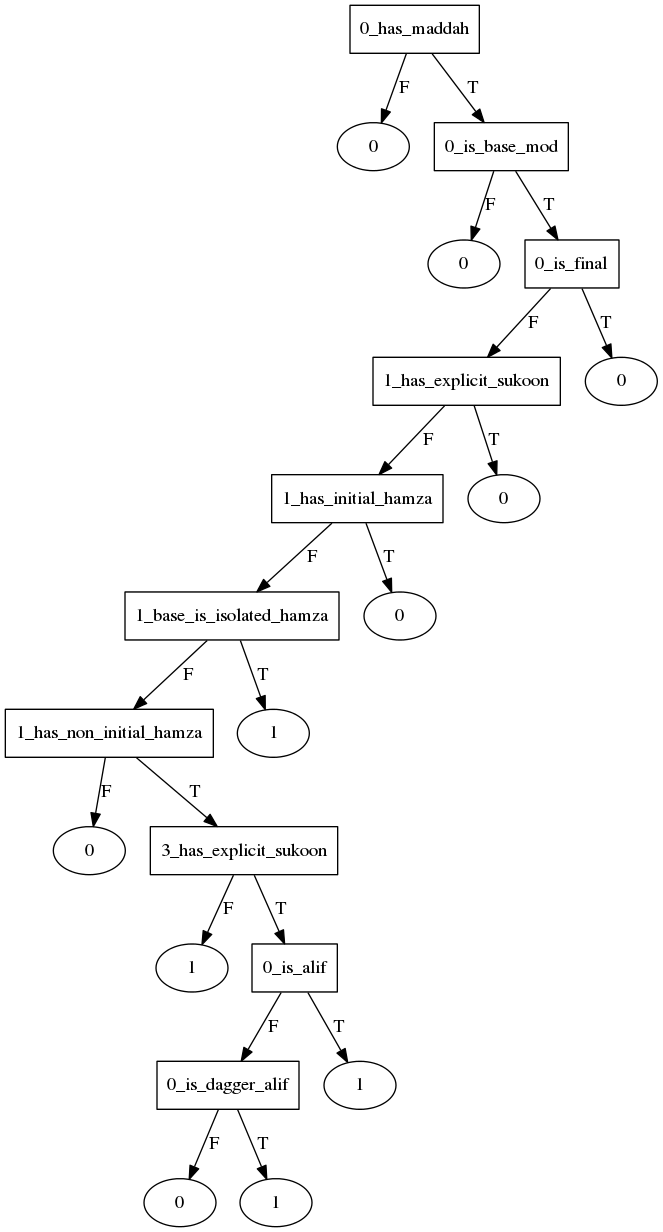 0_has_maddah
F
T
0
0_is_base_mod
F
T
0
0_is_final
F
T
1_has_explicit_sukoon
0
F
T
1_has_initial_hamza
0
F
T
1_base_is_isolated_hamza
0
F
T
1_has_non_initial_hamza
1
F
T
0
3_has_explicit_sukoon
F
T
1
0_is_alif
F
T
0_is_dagger_alif
1
F
T
0
1